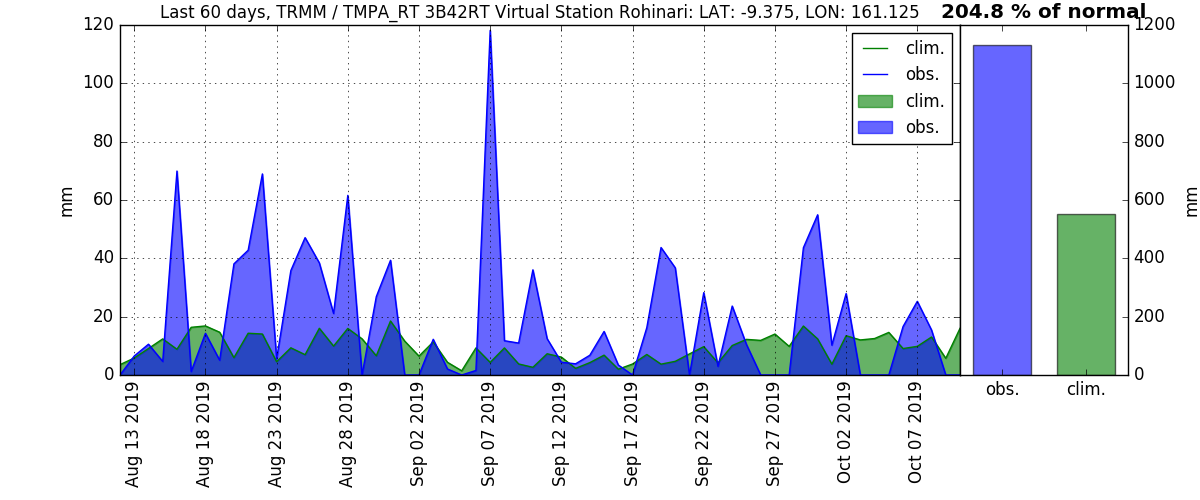 Last 60 days, TRMM / TMPA_RT 3B42RT Virtual Station Rohinari: LAT: -9.375, LON: 161.125
204.8 % of normal
120
100
80
60
40
20
0
mm
clim.
obs.
clim.
obs.
1200
1000
800
600
400
200
0
mm
Aug 13 2019
Aug 18 2019
Aug 23 2019
Aug 28 2019
Sep 02 2019
Sep 07 2019
Sep 12 2019
Sep 17 2019
Sep 22 2019
Sep 27 2019
Oct 02 2019
Oct 07 2019
obs.
clim.